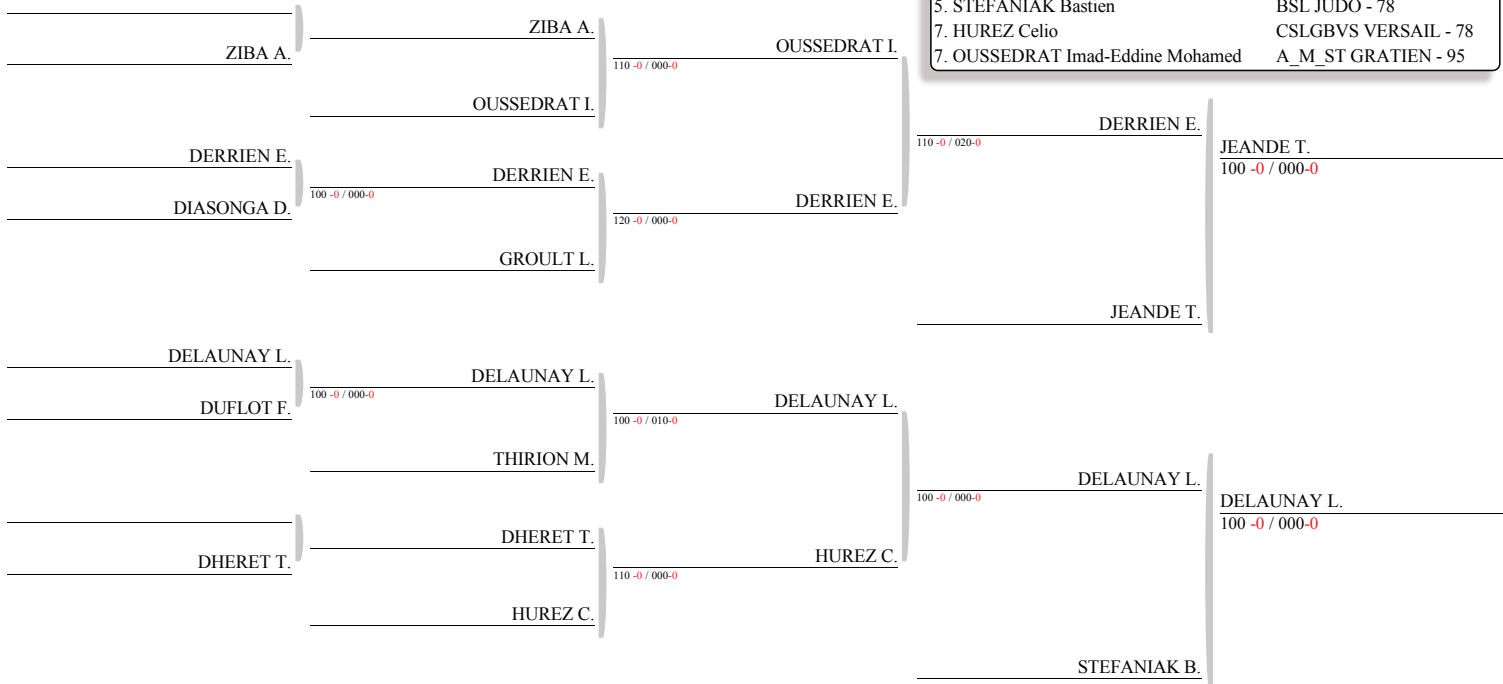 5. STEFANIAK Bastien BSL JUDO - 78
7. HUREZ Celio CSLGBVS VERSAIL - 78
7. OUSSEDRAT Imad-Eddine Mohamed A_M_ST GRATIEN - 95
ZIBA A.
ZIBA A.
OUSSEDRAT I.
110 -0 / 000-0
OUSSEDRAT I.
DERRIEN E.
110 -0 / 020-0
JEANDE T.
100 -0 / 000-0
DERRIEN E.
DERRIEN E.
100 -0 / 000-0
DIASONGA D.
DERRIEN E.
120 -0 / 000-0
GROULT L.
JEANDE T.
DELAUNAY L.
DELAUNAY L.
100 -0 / 000-0
DUFLOT F.
DELAUNAY L.
100 -0 / 010-0
THIRION M.
DELAUNAY L.
100 -0 / 000-0
DELAUNAY L.
100 -0 / 000-0
DHERET T.
DHERET T.
HUREZ C.
110 -0 / 000-0
HUREZ C.
STEFANIAK B.